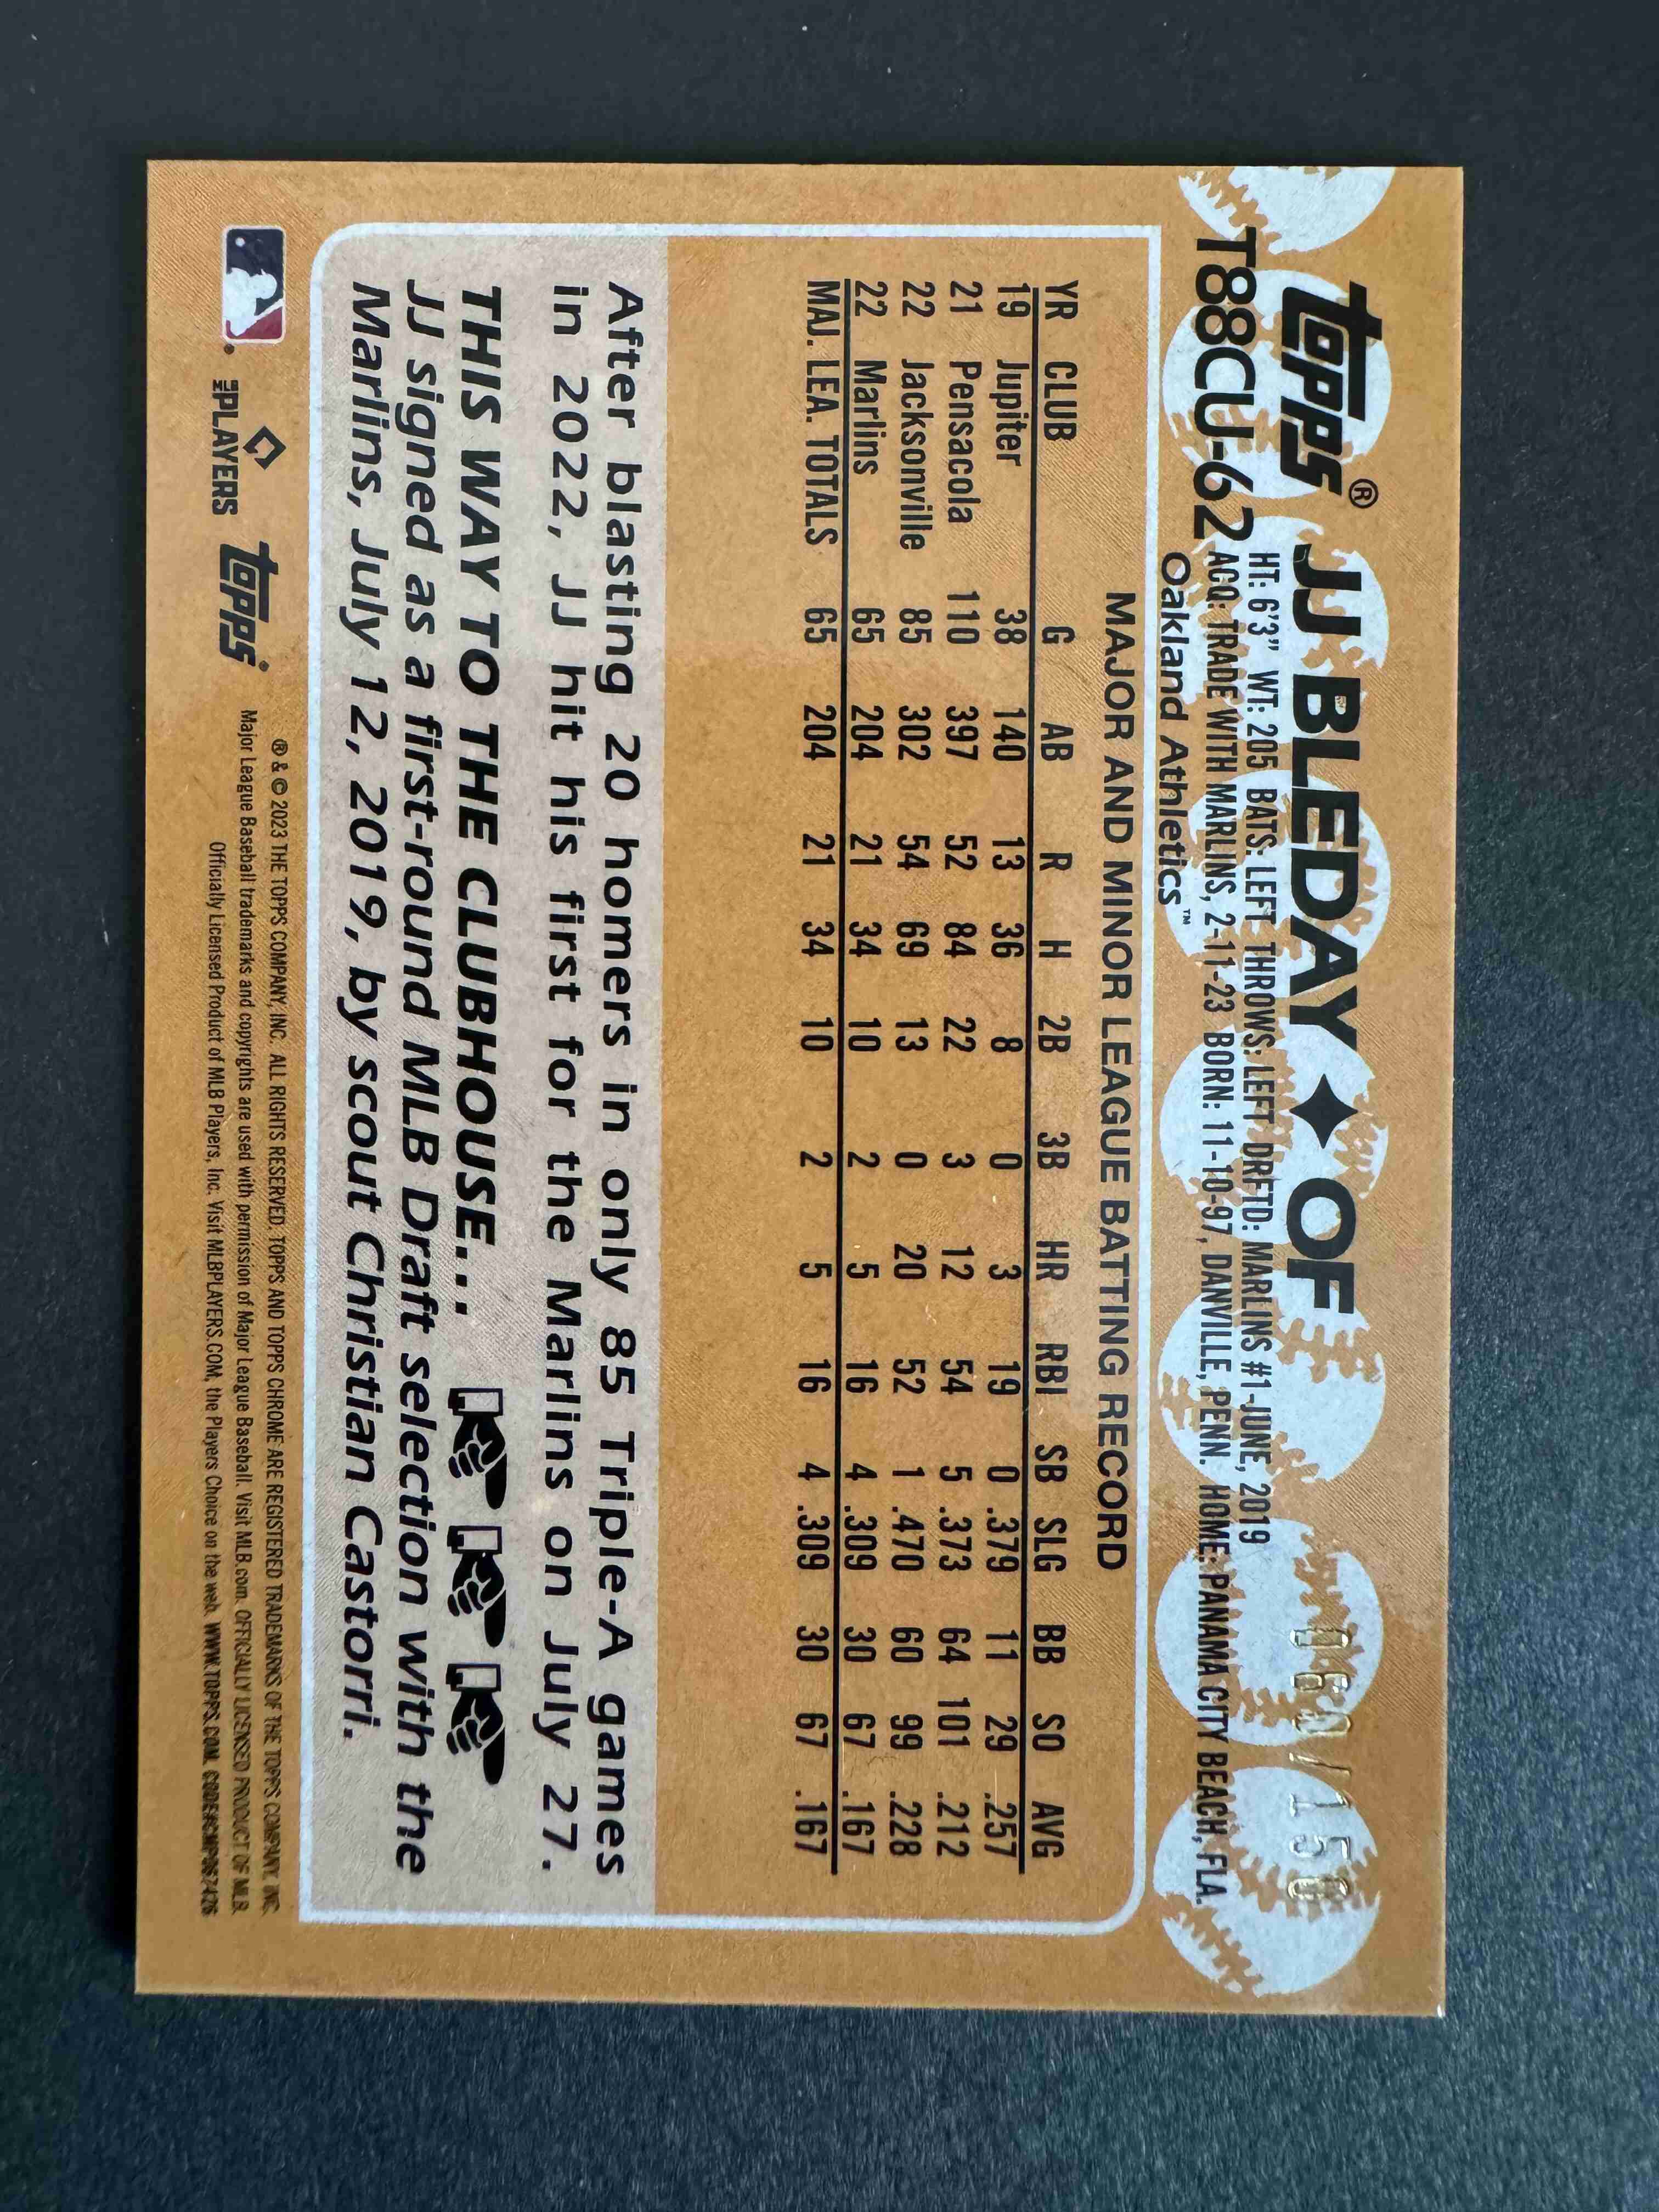 topps® JJ BLEDAY ✦ OF
060/150
T88CU-62
HT: 6'3" WT: 205 BATS: LEFT THROWS: LEFT DRFTD: MARLINS #1-JUNE, 2019
ACQ: TRADE WITH MARLINS, 2-11-23 BORN: 11-10-97, DANVILLE, PENN. HOME: PANAMA CITY BEACH, FLA.
Oakland Athletics™
MAJOR AND MINOR LEAGUE BATTING RECORD
YR CLUB G AB R H 2B 3B HR RBI SB SLG BB SO AVG
19 Jupiter 38 140 13 36 8 0 3 19 0 .379 11 29 .257
21 Pensacola 110 397 52 84 22 3 12 54 5 .373 64 101 .212
22 Jacksonville 85 302 54 69 13 0 20 52 1 .470 60 99 .228
22 Marlins 65 204 21 34 10 2 5 16 4 .309 30 67 .167
MAJ. LEA. TOTALS 65 204 21 34 10 2 5 16 4 .309 30 67 .167
After blasting 20 homers in only 85 Triple-A games
in 2022, JJ hit his first for the Marlins on July 27.
THIS WAY TO THE CLUBHOUSE...
JJ signed as a first-round MLB Draft selection with the
Marlins, July 12, 2019, by scout Christian Castorri.
MLB PLAYERS topps®
® & © 2023 THE TOPPS COMPANY, INC. ALL RIGHTS RESERVED. TOPPS AND TOPPS CHROME ARE REGISTERED TRADEMARKS OF THE TOPPS COMPANY, INC.
Major League Baseball trademarks and copyrights are used with permission of Major League Baseball. Visit MLB.com. OFFICIALLY LICENSED PRODUCT OF MLB
Officially Licensed Product of MLB Players, Inc. Visit MLBPLAYERS.COM, the Players Choice on the web. WWW.TOPPS.COM. CODE#CMP067426